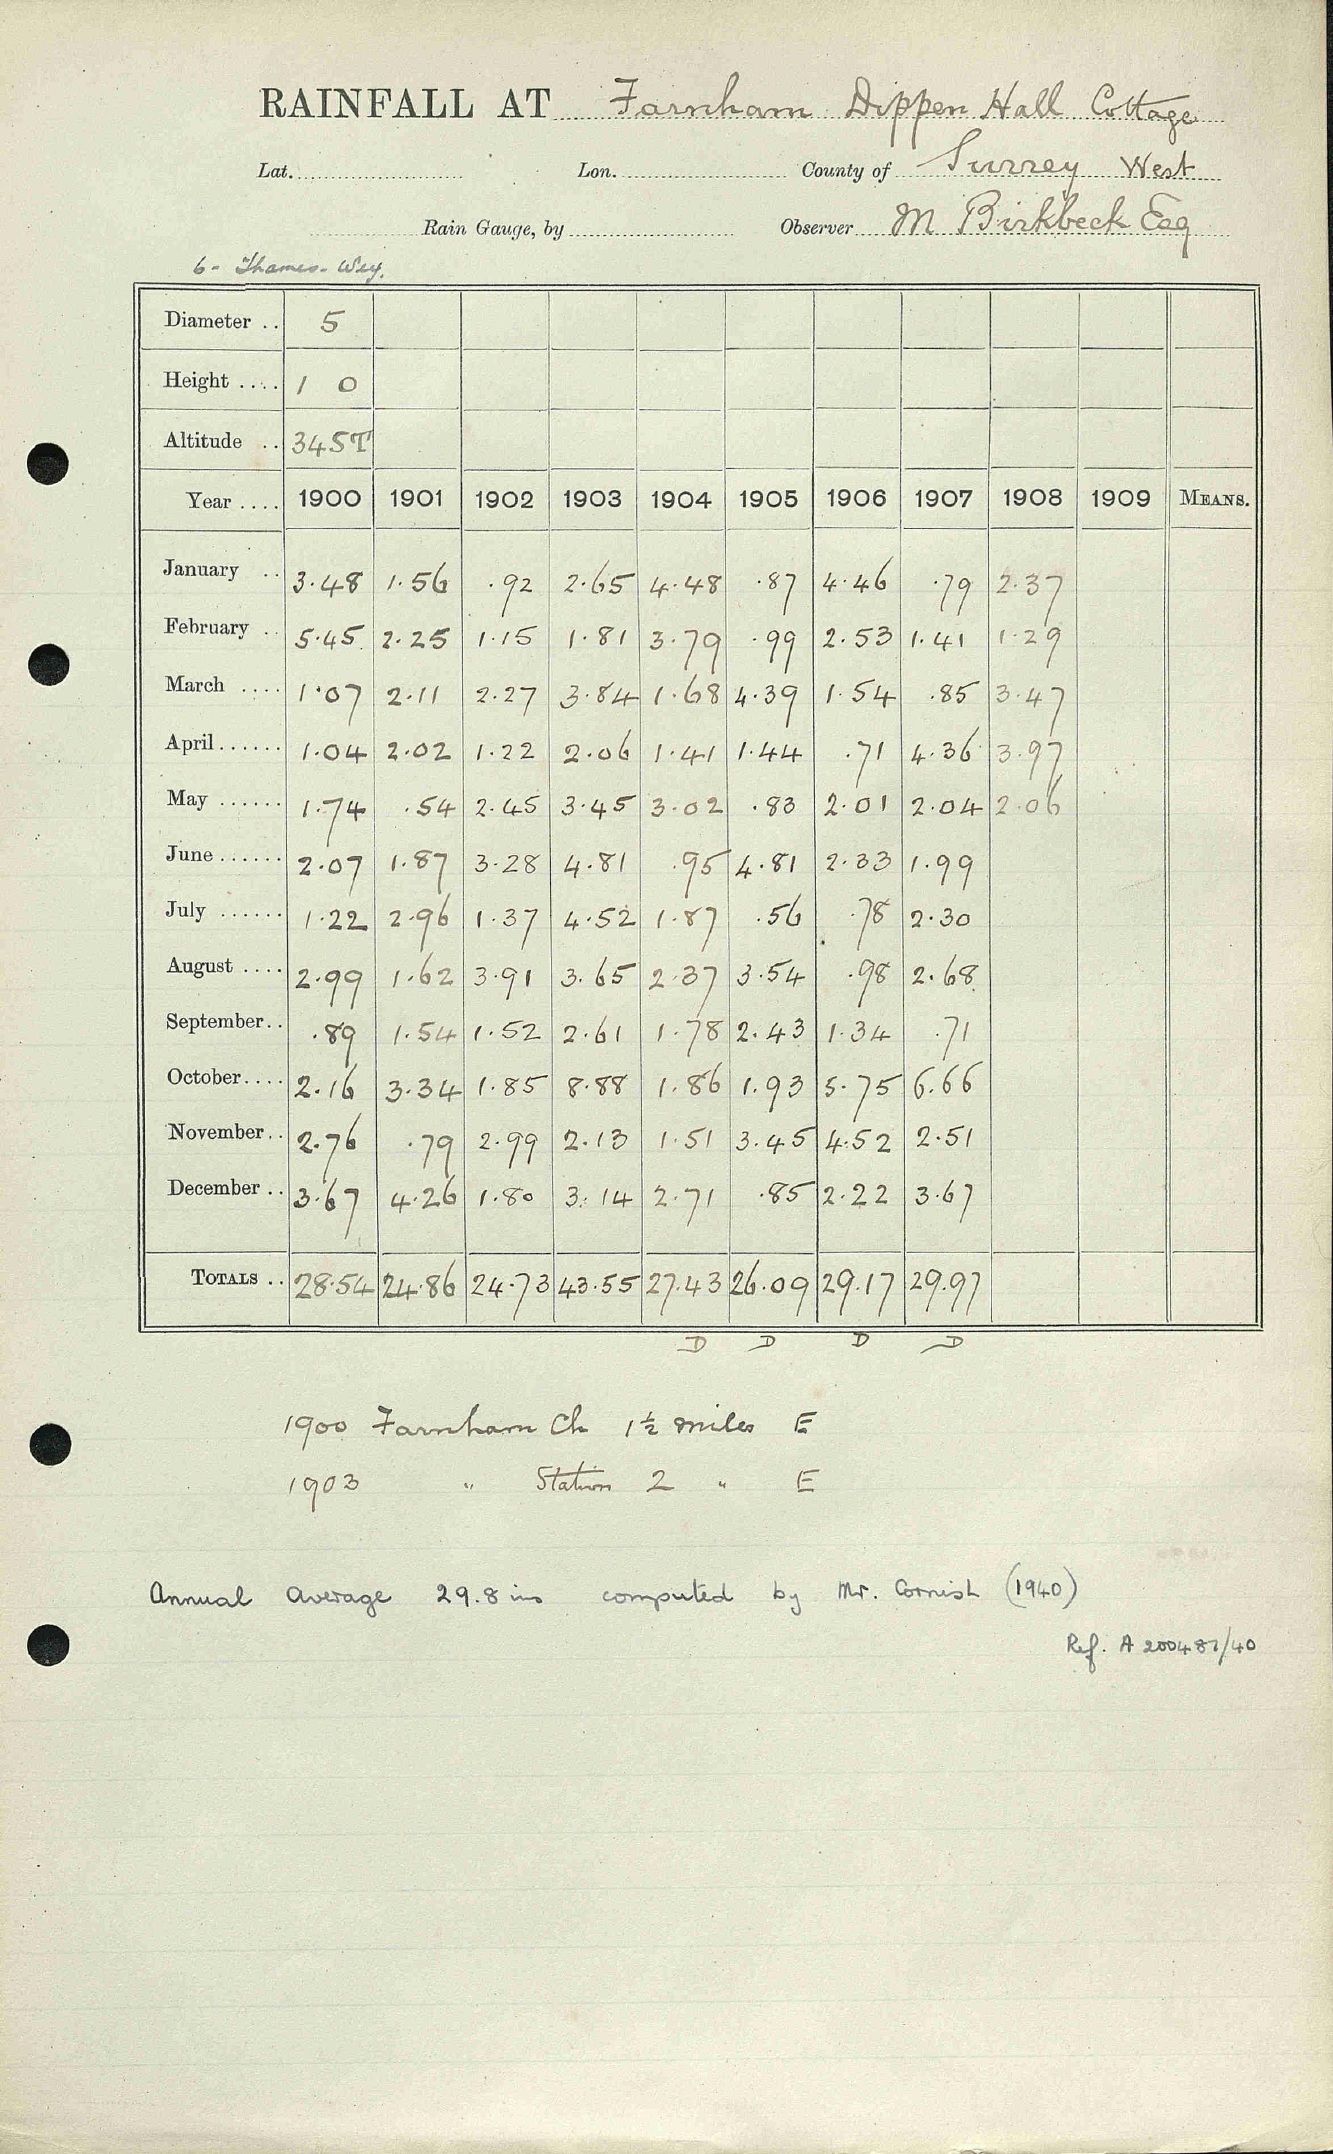 RAINFALL AT Farnham Dippen Hall Cottage
Lat. Lon. County of Surrey West
Rain Gauge, by Observer M Birkbeck Esq
6 - Thames - Wey.
Diameter .. 5
Height .... 1 0
Altitude .. 345T
Year .... 1900 1901 1902 1903 1904 1905 1906 1907 1908 1909 MEANS.
January .. 3.48 1.56 .92 2.65 4.48 .87 4.46 .79 2.37
February .. 5.45 2.25 1.15 1.81 3.79 .99 2.53 1.41 1.29
March .... 1.07 2.11 2.27 3.84 1.68 4.39 1.54 .85 3.47
April ...... 1.04 2.02 1.22 2.06 1.41 1.44 .71 4.36 3.97
May ...... 1.74 .54 2.45 3.45 3.02 .83 2.01 2.04 2.06
June ...... 2.07 1.87 3.28 4.81 .95 4.81 2.33 1.99
July ...... 1.22 2.96 1.37 4.52 1.87 .56 .78 2.30
August .... 2.99 1.62 3.91 3.65 2.37 3.54 .98 2.68
September .. .89 1.54 1.52 2.61 1.78 2.43 1.34 .71
October .... 2.16 3.34 1.85 8.88 1.86 1.93 5.75 6.66
November .. 2.76 .79 2.99 2.13 1.51 3.45 4.52 2.51
December .. 3.67 4.26 1.80 3.14 2.71 .85 2.22 3.67
TOTALS .. 28.54 24.86 24.73 43.55 27.43 26.09 29.17 29.97
D D D D
1900 Farnham Ch 1½ miles E
1903 " Station 2 " E
Annual average 29.8 ins computed by Mr. Cornish (1940)
Ref. A 200487/40